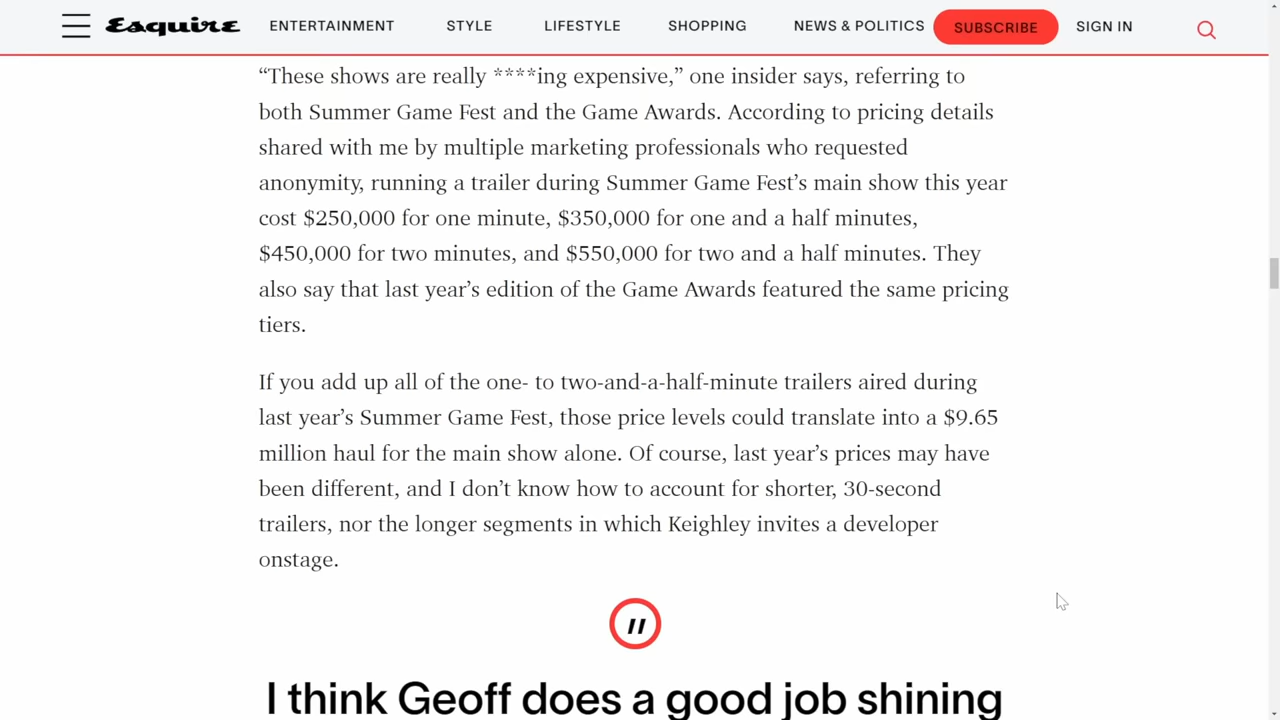 Esquire ENTERTAINMENT STYLE LIFESTYLE SHOPPING NEWS & POLITICS SUBSCRIBE SIGN IN
“These shows are really ****ing expensive,” one insider says, referring to
both Summer Game Fest and the Game Awards. According to pricing details
shared with me by multiple marketing professionals who requested
anonymity, running a trailer during Summer Game Fest’s main show this year
cost $250,000 for one minute, $350,000 for one and a half minutes,
$450,000 for two minutes, and $550,000 for two and a half minutes. They
also say that last year’s edition of the Game Awards featured the same pricing
tiers.
If you add up all of the one- to two-and-a-half-minute trailers aired during
last year’s Summer Game Fest, those price levels could translate into a $9.65
million haul for the main show alone. Of course, last year’s prices may have
been different, and I don’t know how to account for shorter, 30-second
trailers, nor the longer segments in which Keighley invites a developer
onstage.
"
I think Geoff does a good job shining